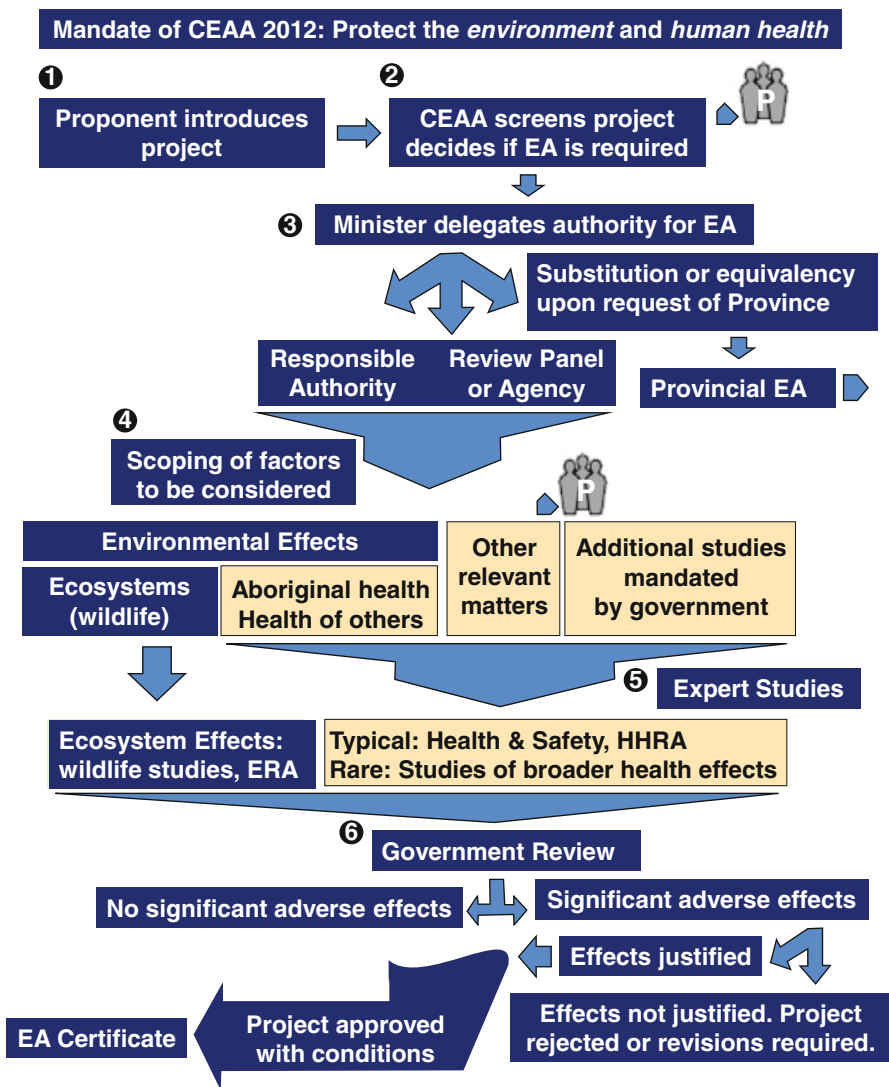 Mandate of CEAA 2012: Protect the environment and human health
❶
Proponent introduces
project
❷
CEAA screens project
decides if EA is required
P
❸
Minister delegates authority for EA
Substitution or equivalency
upon request of Province
Responsible
Authority
Review Panel
or Agency
Provincial EA
❹
Scoping of factors
to be considered
P
Environmental Effects
Ecosystems
(wildlife)
Aboriginal health
Health of others
Other
relevant
matters
Additional studies
mandated
by government
❺
Expert Studies
Ecosystem Effects:
wildlife studies, ERA
Typical: Health & Safety, HHRA
Rare: Studies of broader health effects
❻
Government Review
No significant adverse effects
Significant adverse effects
Effects justified
Effects not justified. Project
rejected or revisions required.
Project approved
with conditions
EA Certificate